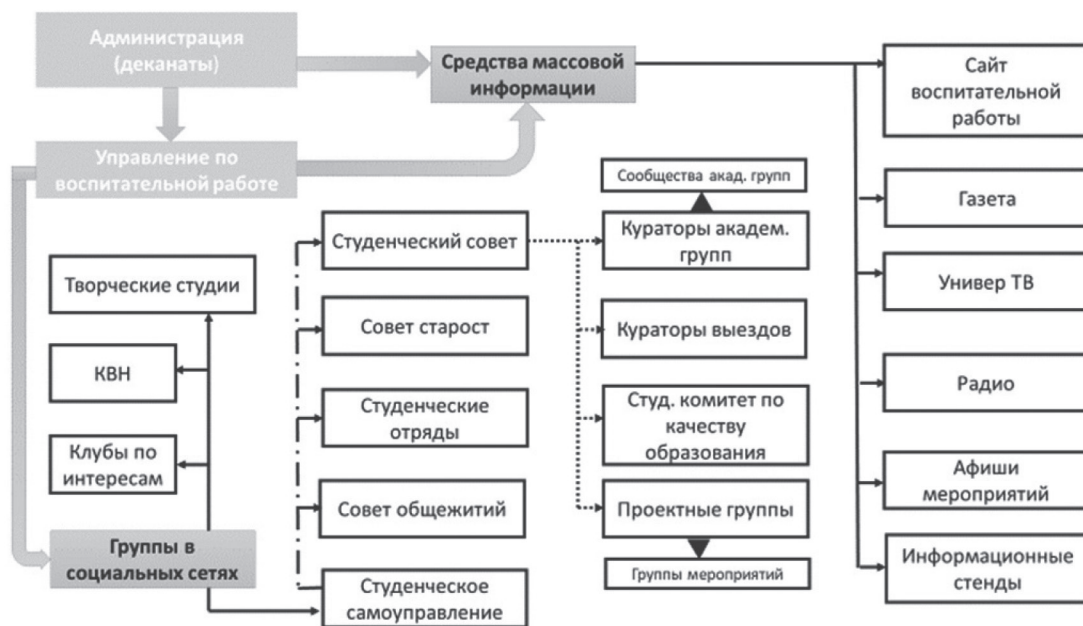 Администрация
(деканаты)
Средства массовой
информации
Сайт
воспитательной
работы
Управление по
воспитательной работе
Сообщества акад. групп
Газета
Студенческий совет
Кураторы академ.
групп
Творческие студии
Универ ТВ
Совет старост
Кураторы выездов
КВН
Радио
Студенческие
отряды
Студ. комитет по
качеству
образования
Клубы по
интересам
Афиши
мероприятий
Совет общежитий
Проектные группы
Группы в
социальных сетях
Информационные
стенды
Группы мероприятий
Студенческое
самоуправление